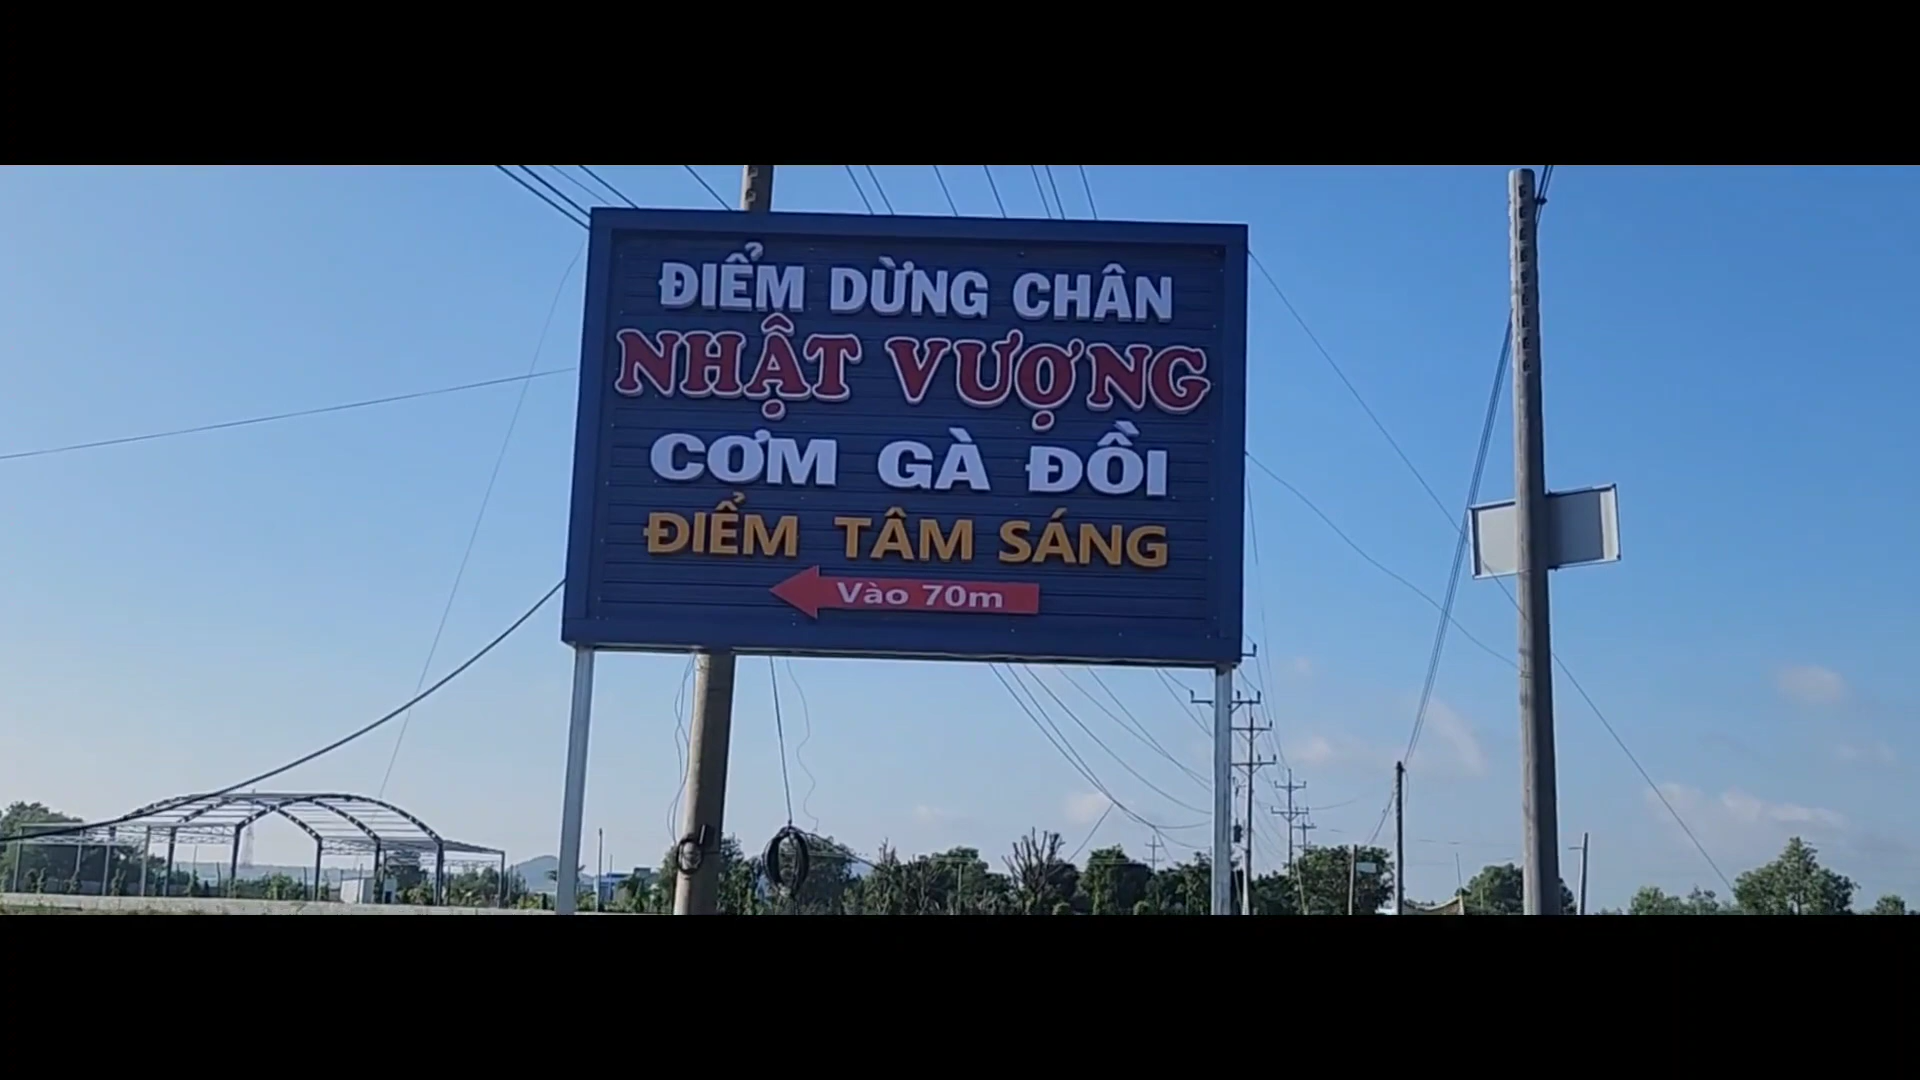 ĐIỂM DỪNG CHÂN
NHẬT VƯỢNG
CƠM GÀ ĐỒI
ĐIỂM TÂM SÁNG
Vào 70m